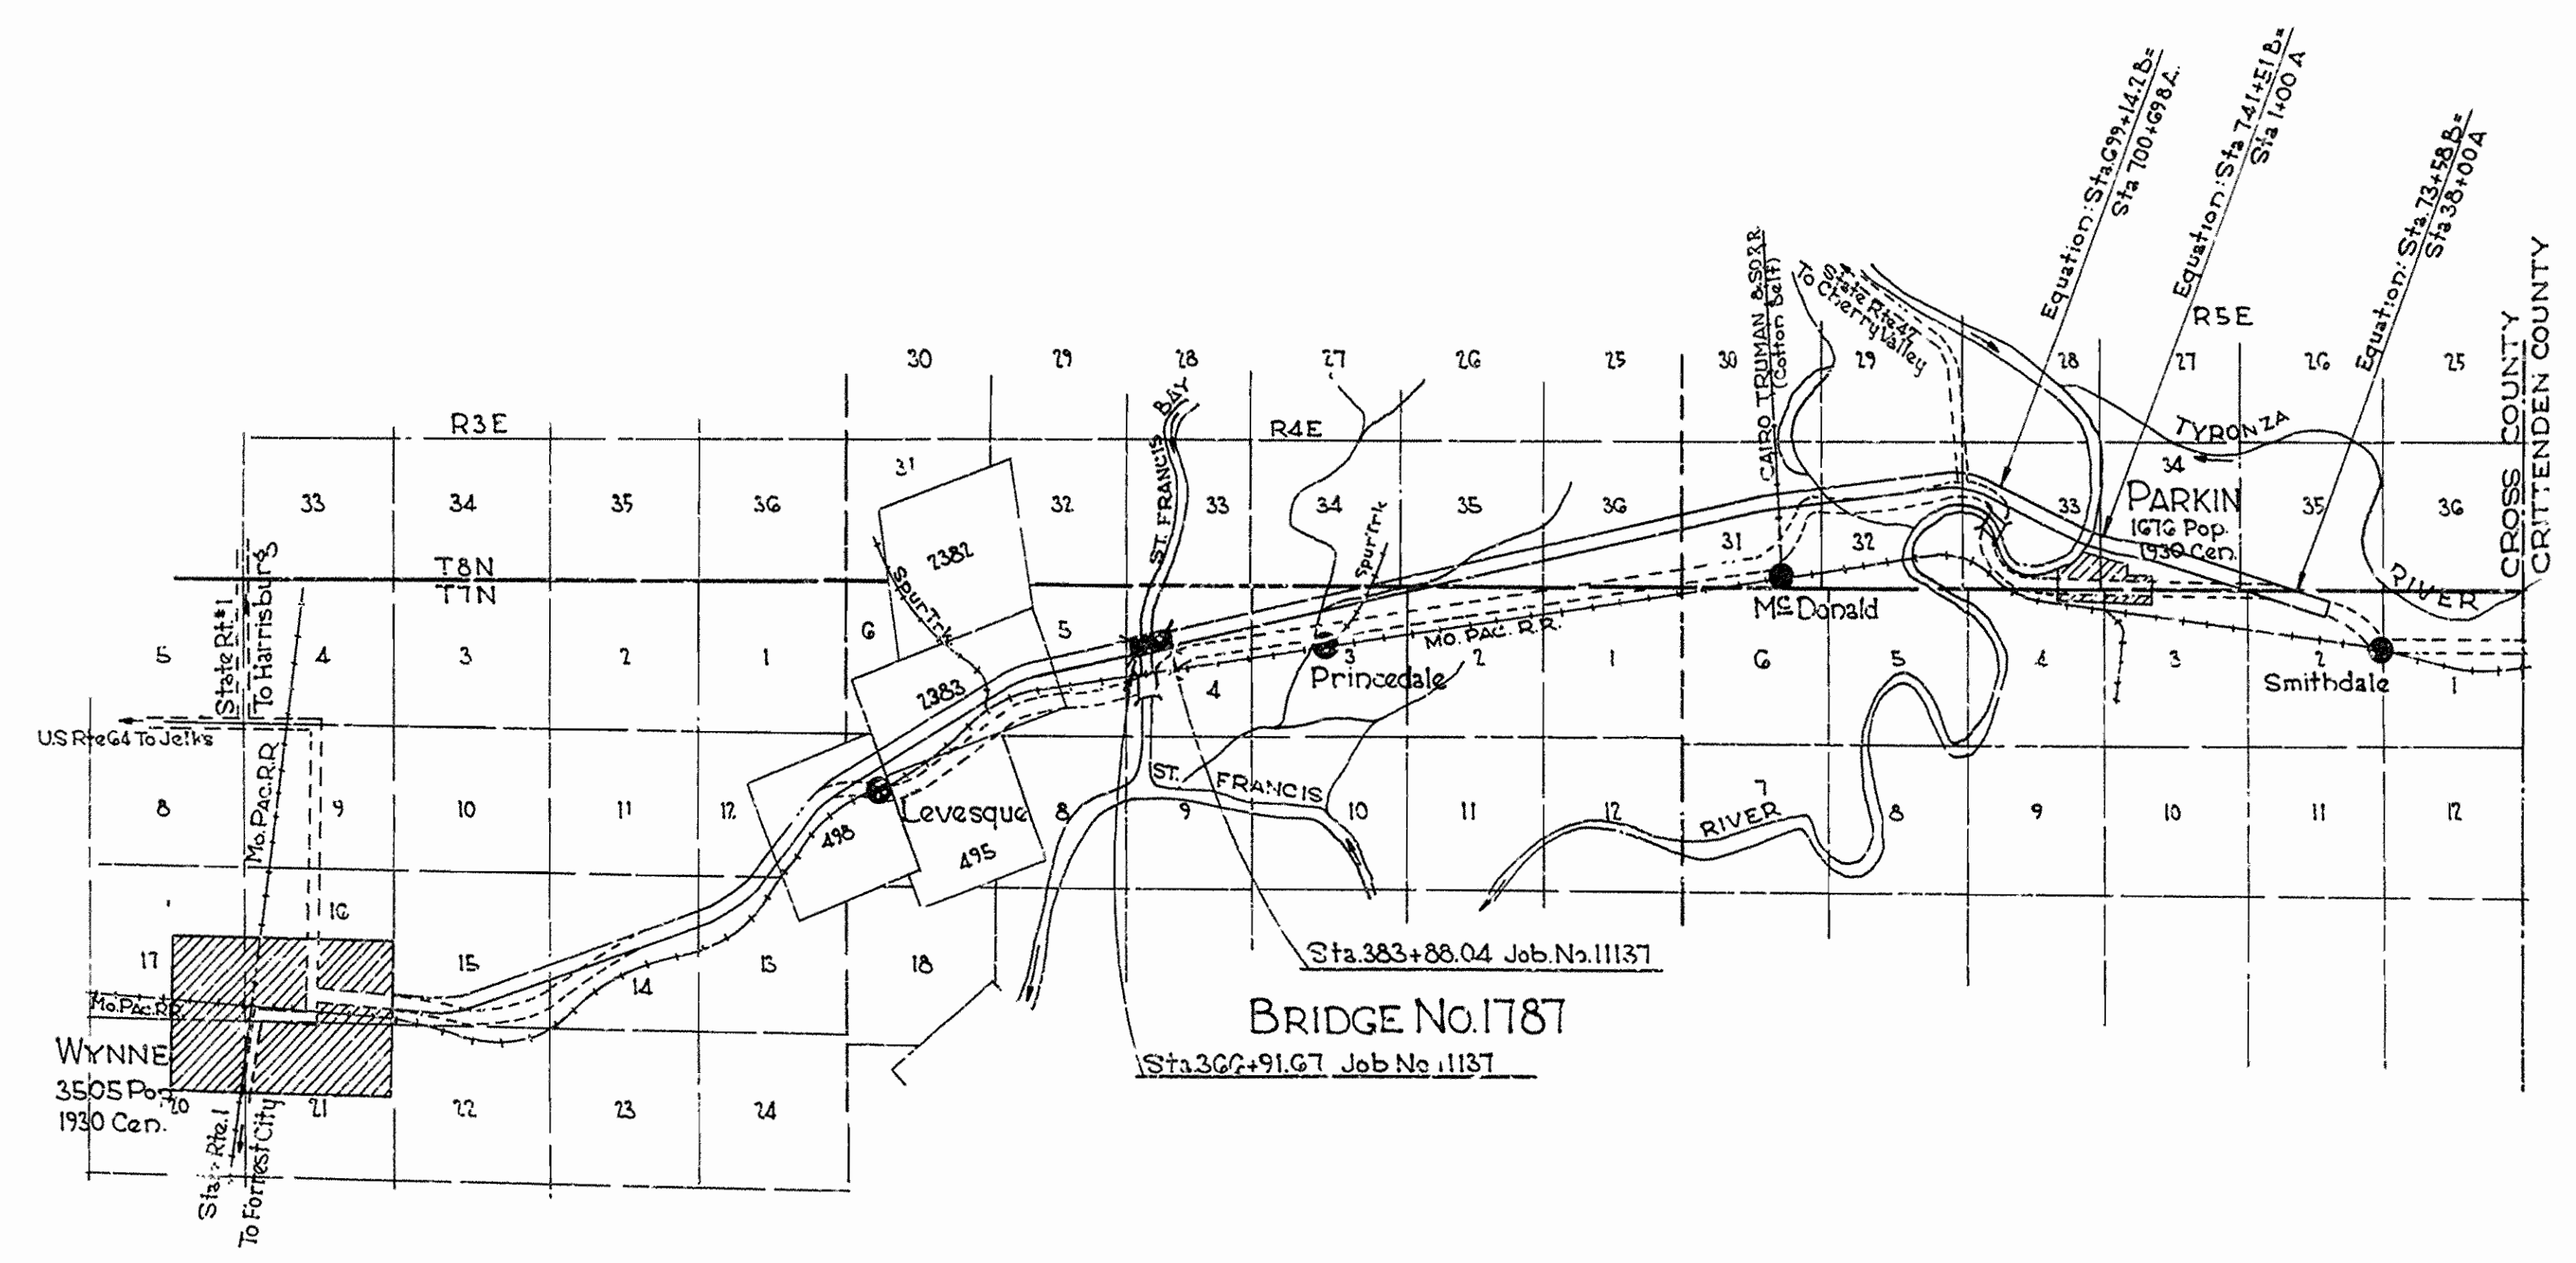 Equation: Sta. 699+14.2 B=
Sta 700+698 A.
Equation: Sta 741+51 B=
Sta 1+00 A
Equation: Sta. 73+58 B=
Sta 38+00 A
CROSS COUNTY
CRITTENDEN COUNTY
CAIRO TRUMAN & SO R.R.
(Cotton Belt)
State Rte 47
To Cherry Valley
R5E
30 29 28 27 26 25 30 29 28 27 26 25
R3E
R4E
TYRONZA
RIVER
ST. FRANCIS
BAY
31
33 34 35 36 32 33 34 35 36 33 34 35 36
PARKIN
1676 Pop.
1930 Cen.
2382
Spur Trk.
Spur Trk
31 32
T8N
T7N
State Rt #1
To Harrisburg
McDonald
5 4 3 2 1 6 5 4 3 2 1 6 5 4 3 2 1
MO. PAC. R.R.
Princedale
Smithdale
2383
U.S Rte 64 To Jelks
Mo. Pac. R.R.
8 9 10 11 12 8 9 10 11 12 7 8 9 10 11 12
Levesque
498
495
ST. FRANCIS
RIVER
16
17 15 14 13 18
Sta. 383+88.04 Job. No. 11137
BRIDGE NO. 1787
Sta 366+91.67 Job No 11137
Mo. Pac. R.R.
WYNNE
3505 Pop
1930 Cen.
20 21 22 23 24
State Rte. 1
To Forrest City